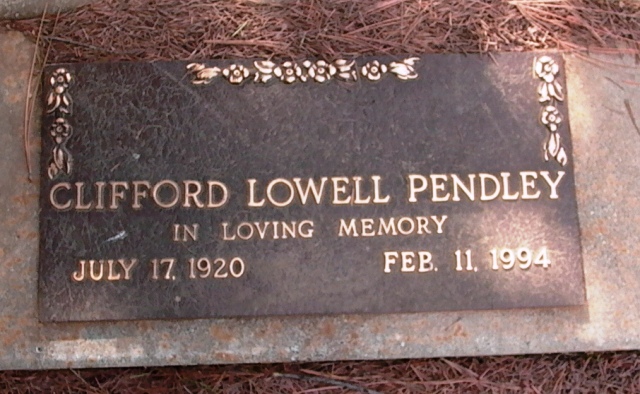 CLIFFORD LOWELL PENDLEY
IN LOVING MEMORY
JULY 17, 1920 FEB. 11, 1994